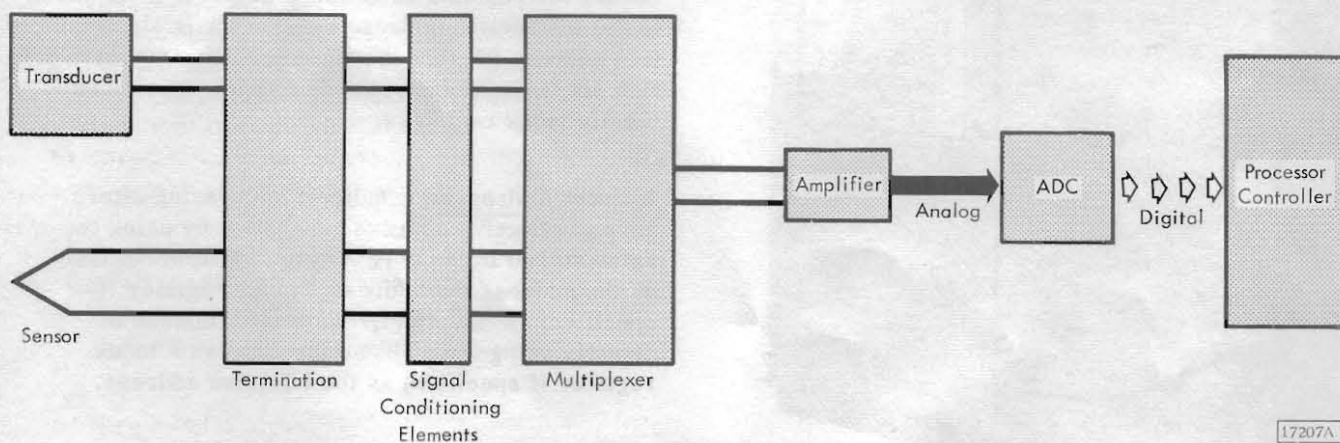 Transducer
Sensor
Termination
Signal
Conditioning
Elements
Multiplexer
Amplifier
Analog
ADC
Digital
Processor
Controller
17207A